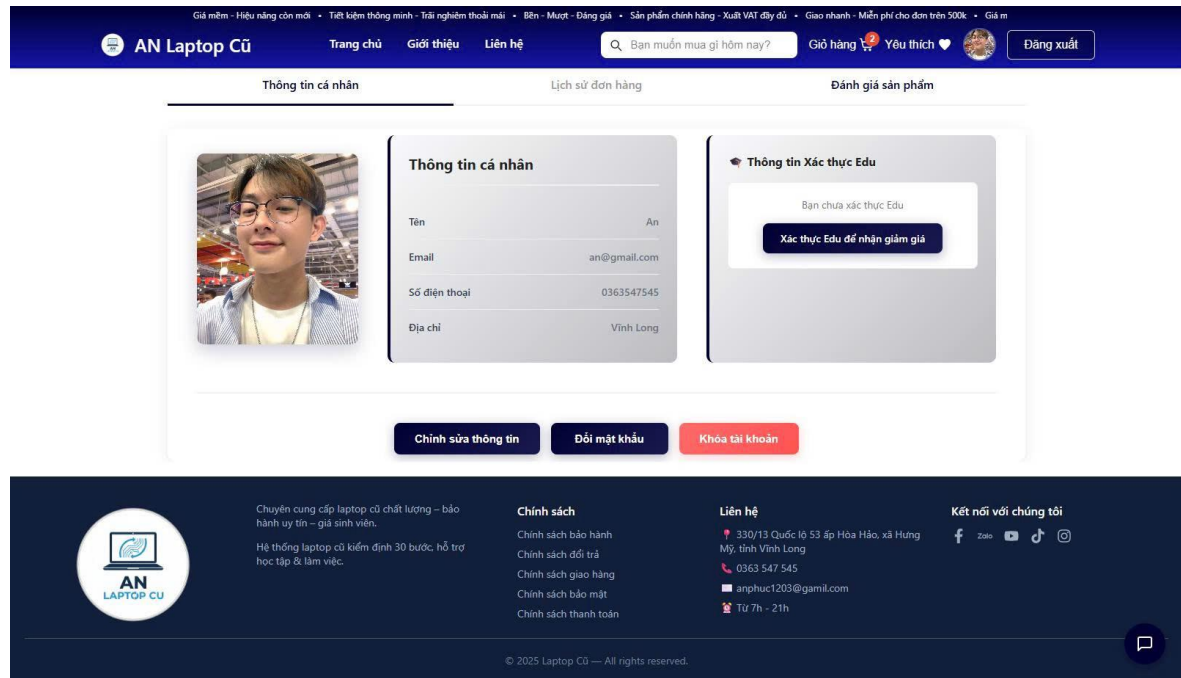 Giá mềm - Hiệu năng còn mới • Tiết kiệm thông minh - Trải nghiệm thoải mái • Bền - Mượt - Đáng giá • Sản phẩm chính hãng - Xuất VAT đầy đủ • Giao nhanh - Miễn phí cho đơn trên 500k • Giá m
AN Laptop Cũ Trang chủ Giới thiệu Liên hệ Bạn muốn mua gì hôm nay? Giỏ hàng 2 Yêu thích Đăng xuất
Thông tin cá nhân Lịch sử đơn hàng Đánh giá sản phẩm
Thông tin cá nhân
Tên An
Email an@gmail.com
Số điện thoại 0363547545
Địa chỉ Vĩnh Long
Thông tin Xác thực Edu
Bạn chưa xác thực Edu
Xác thực Edu để nhận giảm giá
Chỉnh sửa thông tin Đổi mật khẩu Khóa tài khoản
AN
LAPTOP CU
Chuyên cung cấp laptop cũ chất lượng – bảo
hành uy tín – giá sinh viên.
Hệ thống laptop cũ kiểm định 30 bước, hỗ trợ
học tập & làm việc.
Chính sách
Chính sách bảo hành
Chính sách đổi trả
Chính sách giao hàng
Chính sách bảo mật
Chính sách thanh toán
Liên hệ
330/13 Quốc lộ 53 ấp Hòa Hảo, xã Hưng
Mỹ, tỉnh Vĩnh Long
0363 547 545
anphuc1203@gamil.com
Từ 7h - 21h
Kết nối với chúng tôi
Zalo
© 2025 Laptop Cũ — All rights reserved.